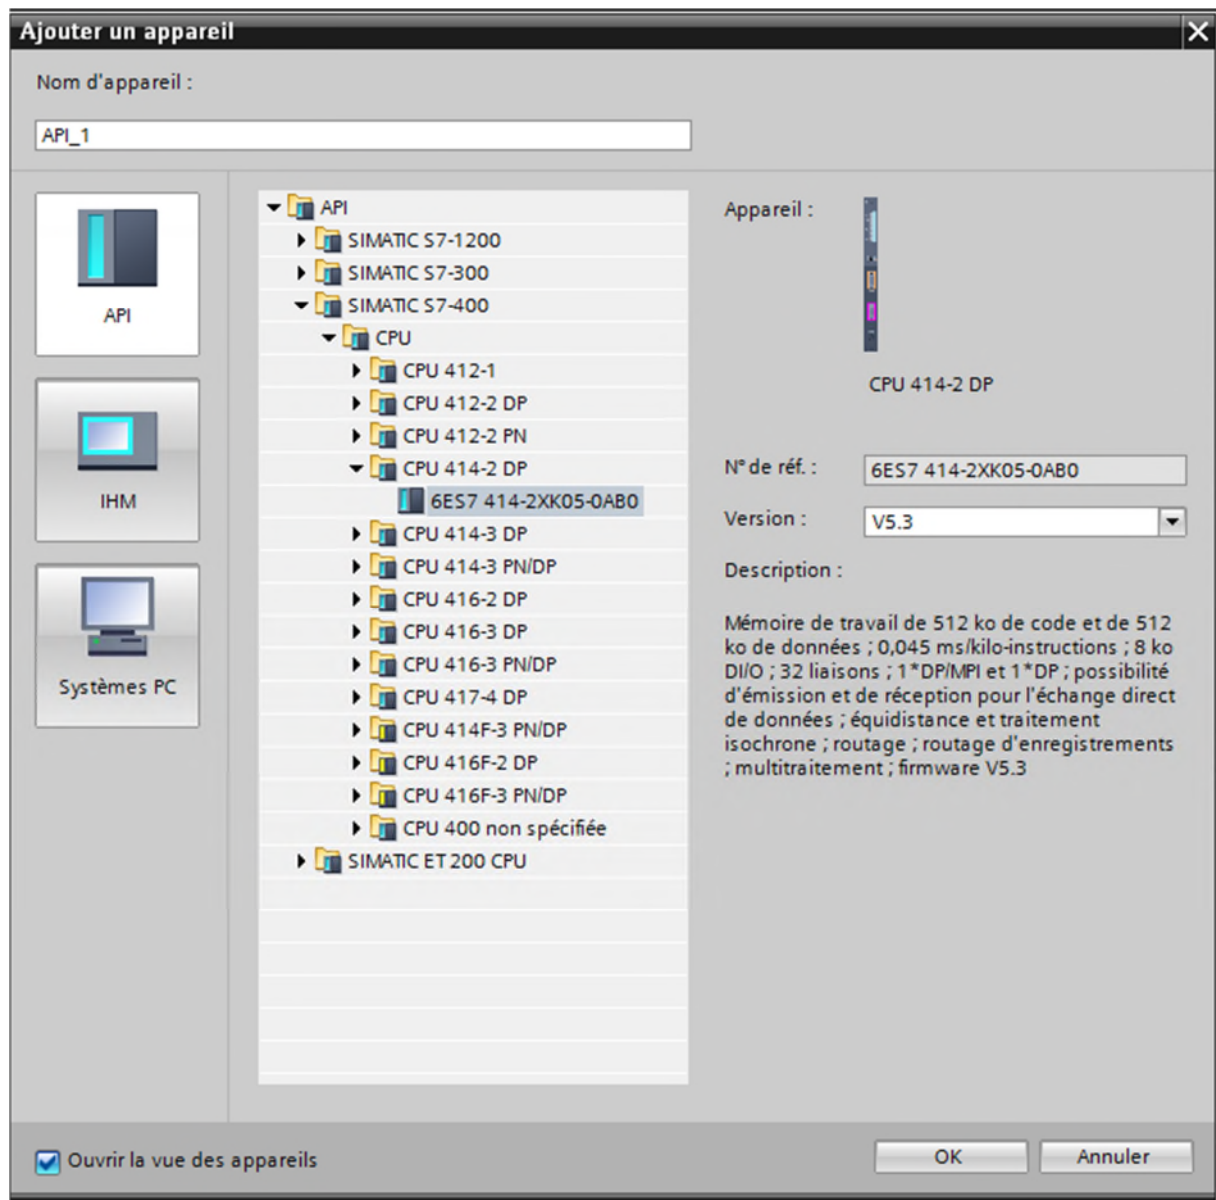 Ajouter un appareil
Nom d'appareil :
API_1
API
IHM
Systèmes PC
API
SIMATIC S7-1200
SIMATIC S7-300
SIMATIC S7-400
CPU
CPU 412-1
CPU 412-2 DP
CPU 412-2 PN
CPU 414-2 DP
6ES7 414-2XK05-0AB0
CPU 414-3 DP
CPU 414-3 PN/DP
CPU 416-2 DP
CPU 416-3 DP
CPU 416-3 PN/DP
CPU 417-4 DP
CPU 414F-3 PN/DP
CPU 416F-2 DP
CPU 416F-3 PN/DP
CPU 400 non spécifiée
SIMATIC ET 200 CPU
Appareil :
CPU 414-2 DP
N° de réf. : 6ES7 414-2XK05-0AB0
Version : V5.3
Description :
Mémoire de travail de 512 ko de code et de 512
ko de données ; 0,045 ms/kilo-instructions ; 8 ko
DI/O ; 32 liaisons ; 1*DP/MPI et 1*DP ; possibilité
d'émission et de réception pour l'échange direct
de données ; équidistance et traitement
isochrone ; routage ; routage d'enregistrements
; multitraitement ; firmware V5.3
Ouvrir la vue des appareils
OK
Annuler